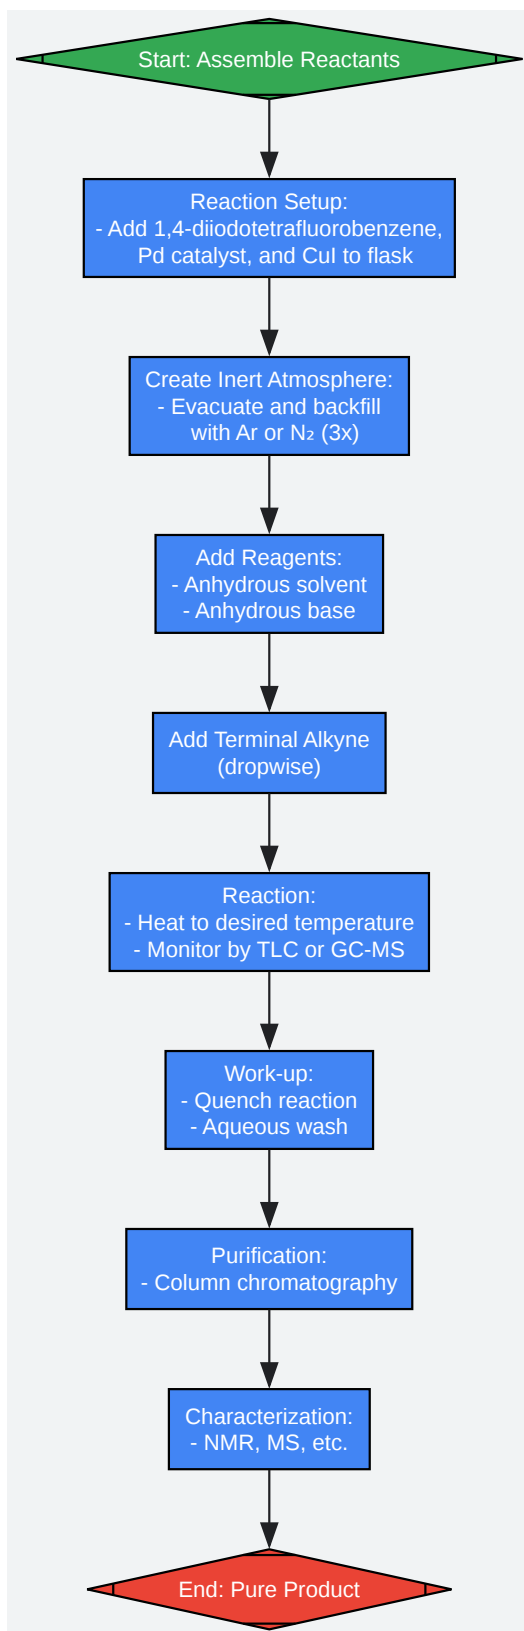 Start: Assemble Reactants
Reaction Setup:
- Add 1,4-diiodotetrafluorobenzene,
Pd catalyst, and CuI to flask
Create Inert Atmosphere:
- Evacuate and backfill
with Ar or N₂ (3x)
Add Reagents:
- Anhydrous solvent
- Anhydrous base
Add Terminal Alkyne
(dropwise)
Reaction:
- Heat to desired temperature
- Monitor by TLC or GC-MS
Work-up:
- Quench reaction
- Aqueous wash
Purification:
- Column chromatography
Characterization:
- NMR, MS, etc.
End: Pure Product